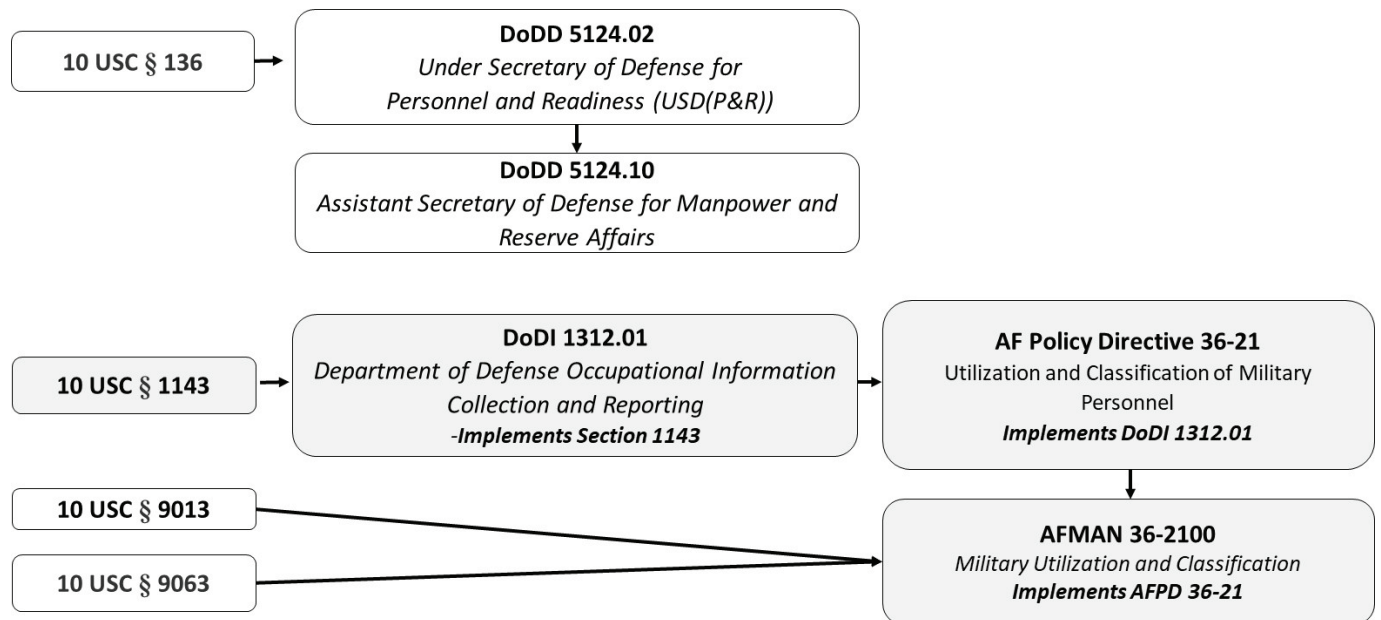 10 USC § 136
DoDD 5124.02
Under Secretary of Defense for
Personnel and Readiness (USD(P&R))
DoDD 5124.10
Assistant Secretary of Defense for Manpower and
Reserve Affairs
10 USC § 1143
DoDI 1312.01
Department of Defense Occupational Information
Collection and Reporting
-Implements Section 1143
AF Policy Directive 36-21
Utilization and Classification of Military
Personnel
Implements DoDI 1312.01
10 USC § 9013
10 USC § 9063
AFMAN 36-2100
Military Utilization and Classification
Implements AFPD 36-21